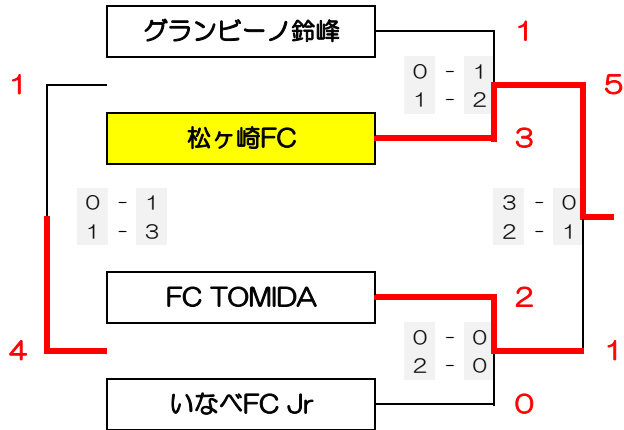 グランビーノ鈴峰
1
0 - 1
1
5
1 - 2
松ヶ崎FC
3
0 - 1
3 - 0
1 - 3
2 - 1
FC TOMIDA
2
0 - 0
4
1
2 - 0
いなべFC Jr
0